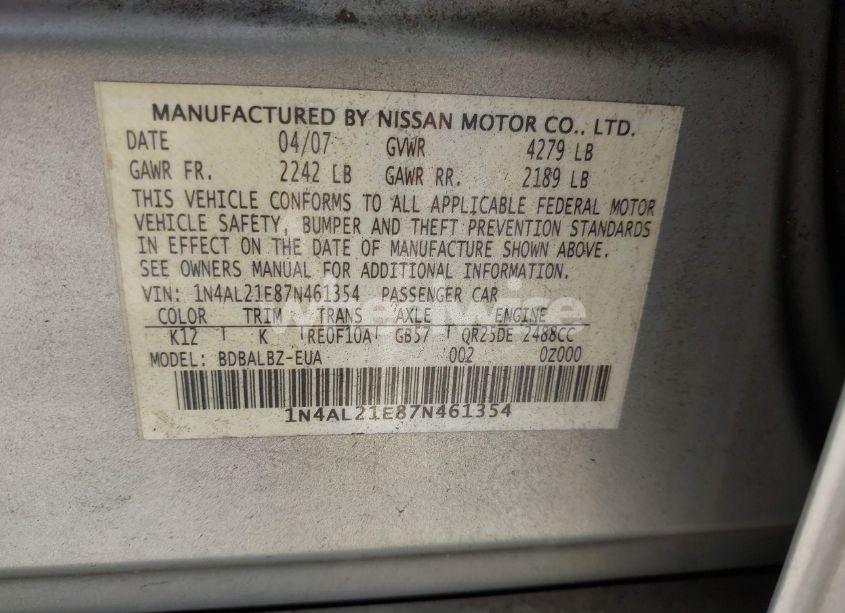 MANUFACTURED BY NISSAN MOTOR CO., LTD.
DATE 04/07 GVWR 4279 LB
GAWR FR. 2242 LB GAWR RR. 2189 LB
THIS VEHICLE CONFORMS TO ALL APPLICABLE FEDERAL MOTOR
VEHICLE SAFETY, BUMPER AND THEFT PREVENTION STANDARDS
IN EFFECT ON THE DATE OF MANUFACTURE SHOWN ABOVE.
SEE OWNERS MANUAL FOR ADDITIONAL INFORMATION.
VIN: 1N4AL21E87N461354 PASSENGER CAR
COLOR TRIM TRANS AXLE ENGINE
K12 K RE0F10A GB57 QR25DE 2488CC
MODEL: BDBALBZ-EUA 002 0Z000
1N4AL21E87N461354